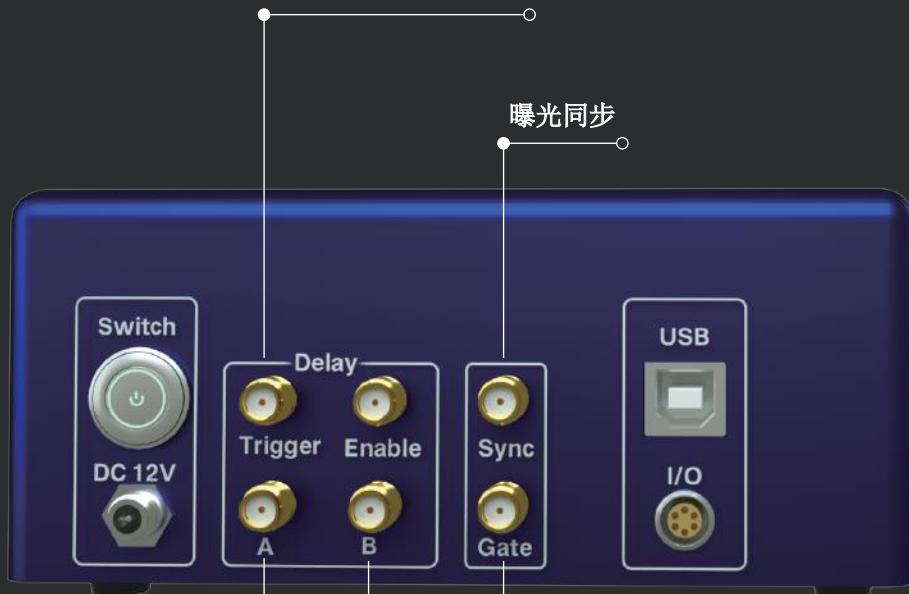 曝光同步
Switch
DC 12V
Delay
Trigger
Enable
A
B
Sync
Gate
USB
I/O